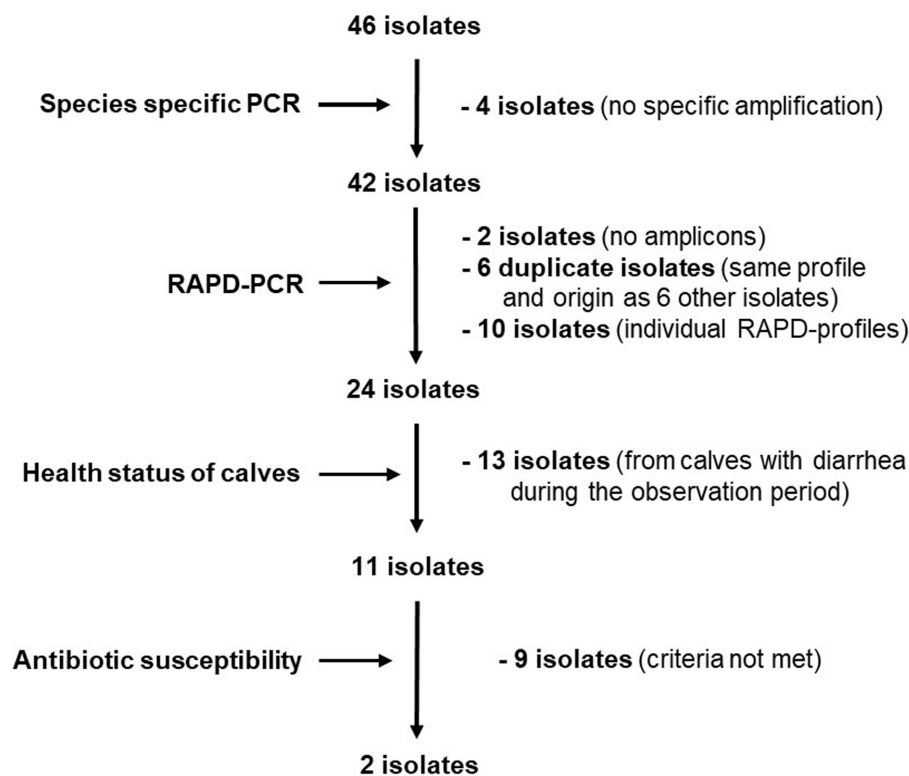 46 isolates
Species specific PCR
- 4 isolates (no specific amplification)
42 isolates
RAPD-PCR
- 2 isolates (no amplicons)
- 6 duplicate isolates (same profile
and origin as 6 other isolates)
- 10 isolates (individual RAPD-profiles)
24 isolates
Health status of calves
- 13 isolates (from calves with diarrhea
during the observation period)
11 isolates
Antibiotic susceptibility
- 9 isolates (criteria not met)
2 isolates